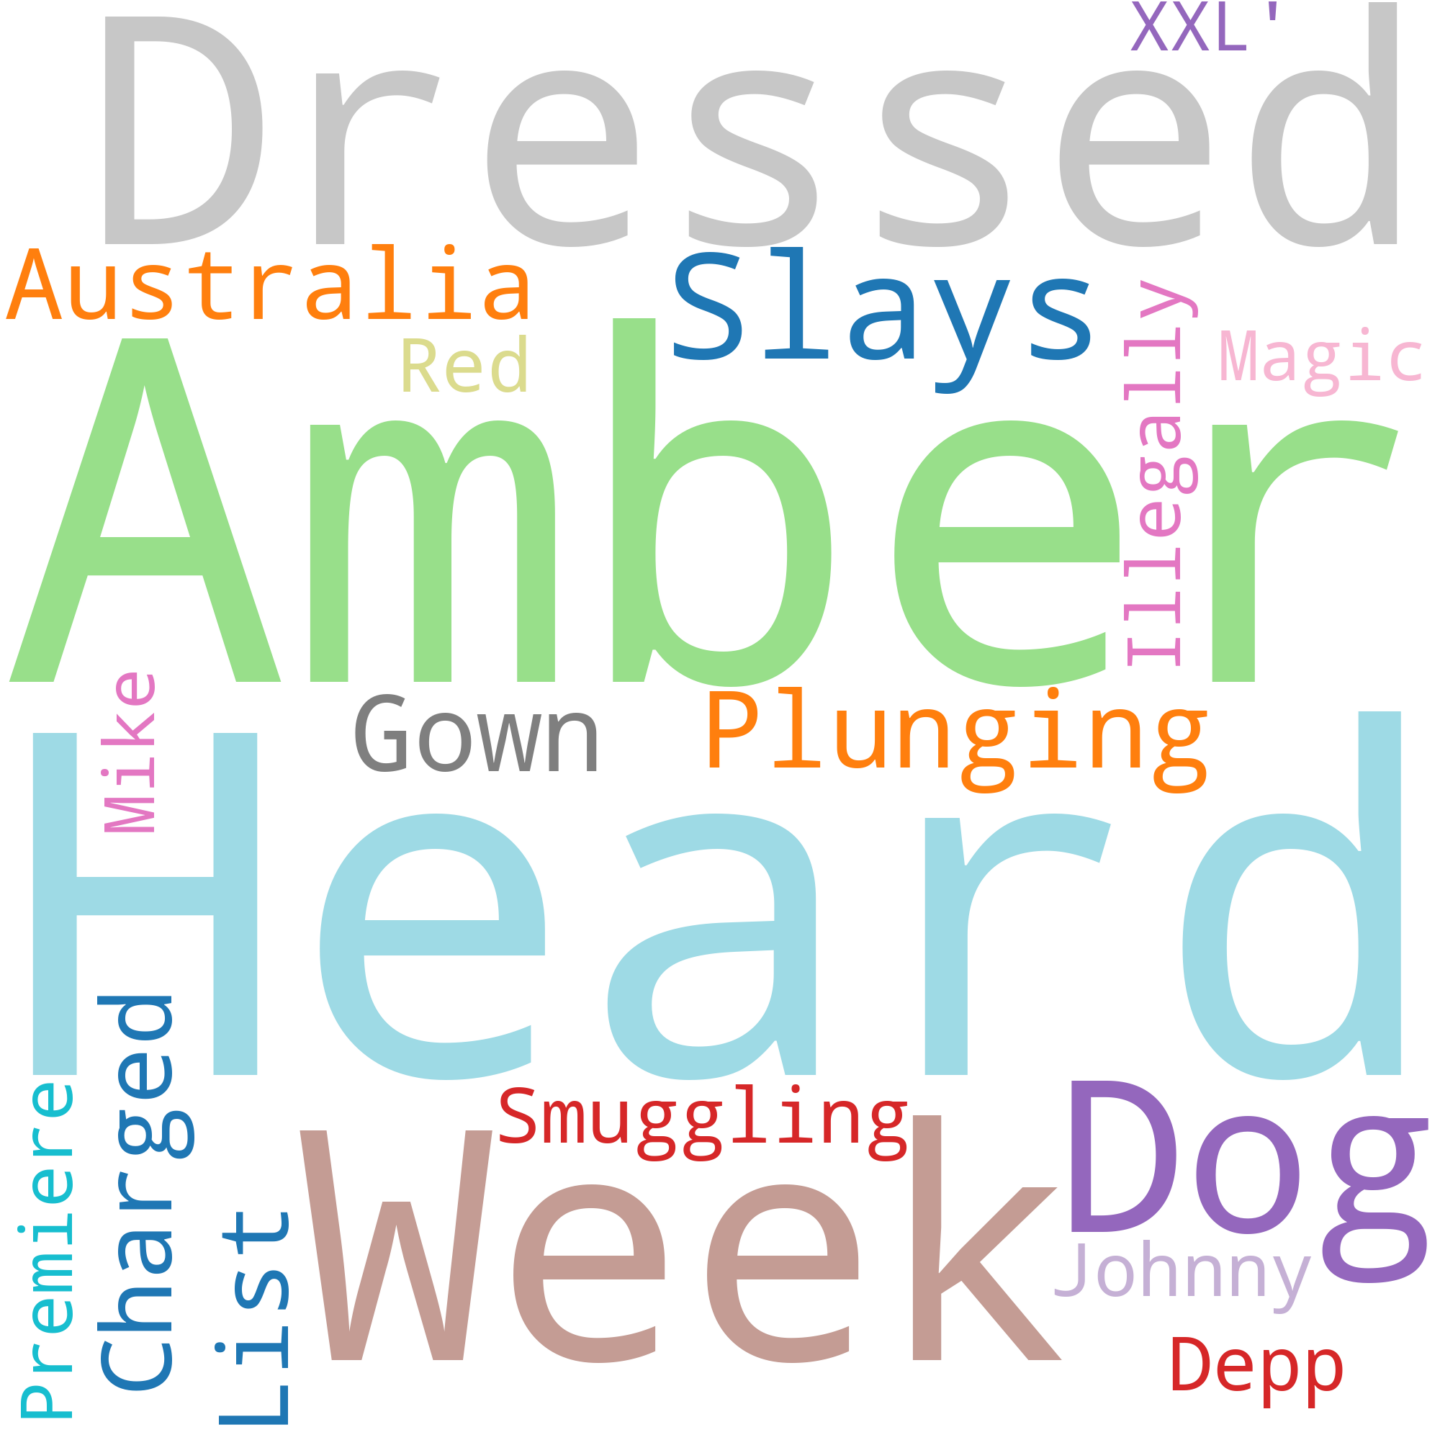 XXL'
Dressed
Australia
Slays
Illegally
Red
Magic
Amber
Mike
Gown
Plunging
Heard
Charged
Premiere
Smuggling
Dog
Week
List
Johnny
Depp